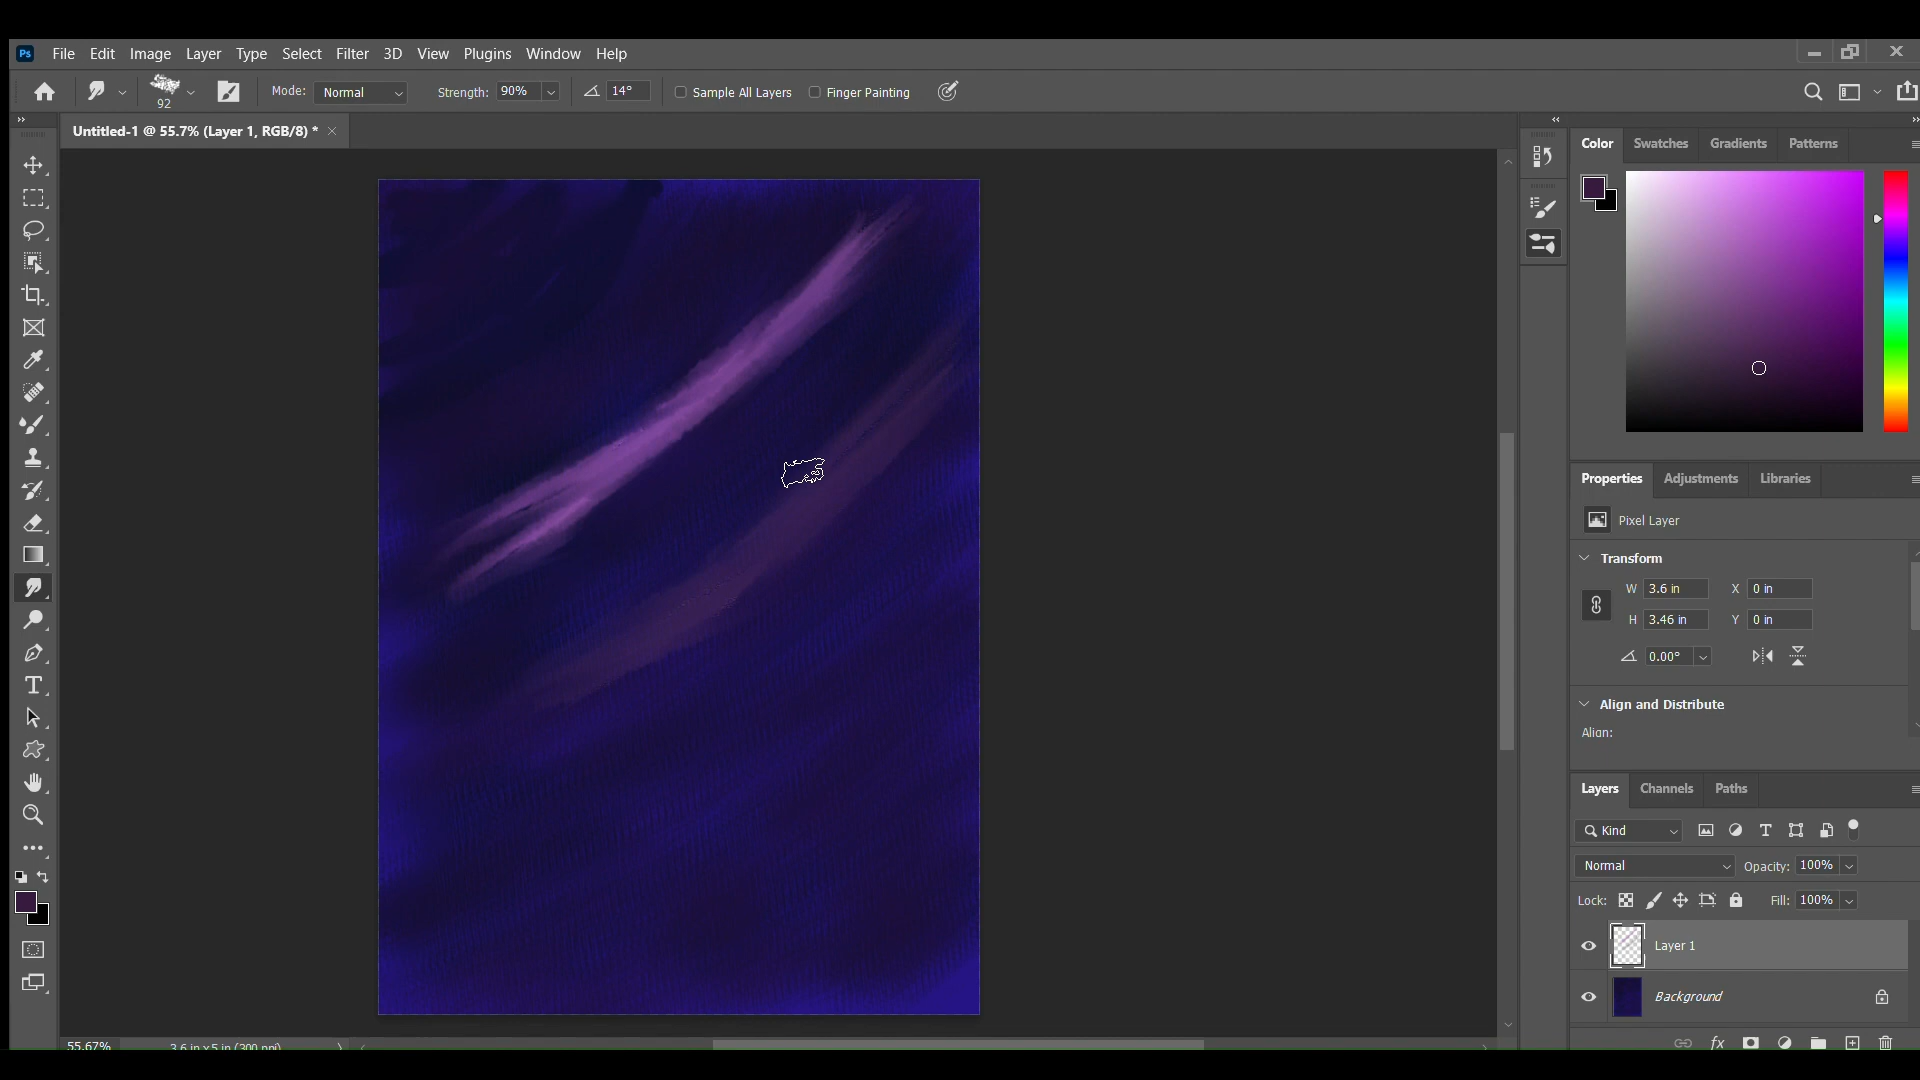 Ps File Edit Image Layer Type Select Filter 3D View Plugins Window Help
92 Mode: Normal Strength: 90% 14° Sample All Layers Finger Painting
Untitled-1 @ 55.7% (Layer 1, RGB/8) *
Color Swatches Gradients Patterns
Properties Adjustments Libraries
Pixel Layer
Transform
W 3.6 in X 0 in
H 3.46 in Y 0 in
0.00°
Align and Distribute
Align:
Layers Channels Paths
Kind
Normal Opacity: 100%
Lock: Fill: 100%
Layer 1
Background
fx
55.67% 3.6 in x 5 in (300 ppi)